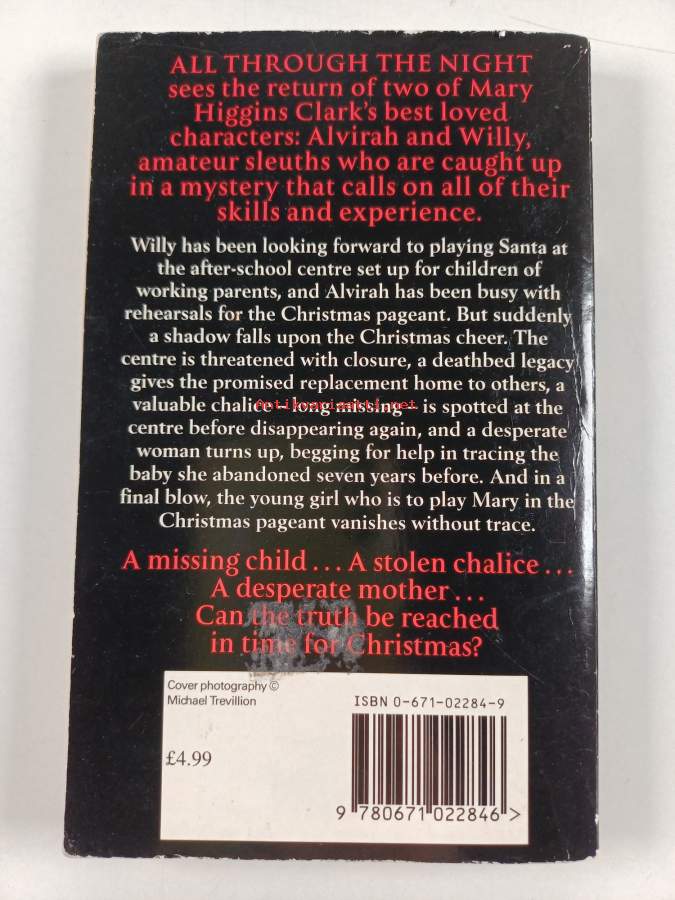 ALL THROUGH THE NIGHT
sees the return of two of Mary
Higgins Clark's best loved
characters: Alvirah and Willy,
amateur sleuths who are caught up
in a mystery that calls on all of their
skills and experience.
Willy has been looking forward to playing Santa at
the after-school centre set up for children of
working parents, and Alvirah has been busy with
rehearsals for the Christmas pageant. But suddenly
a shadow falls upon the Christmas cheer. The
centre is threatened with closure, a deathbed legacy
gives the promised replacement home to others, a
valuable chalice – long missing – is spotted at the
Antikvariaatti.net
centre before disappearing again, and a desperate
woman turns up, begging for help in tracing the
baby she abandoned seven years before. And in a
final blow, the young girl who is to play Mary in the
Christmas pageant vanishes without trace.
A missing child . . . A stolen chalice . . .
A desperate mother . . .
Can the truth be reached
in time for Christmas?
Cover photography ©
Michael Trevillion
ISBN 0-671-02284-9
£4.99
9 780671 022846 >